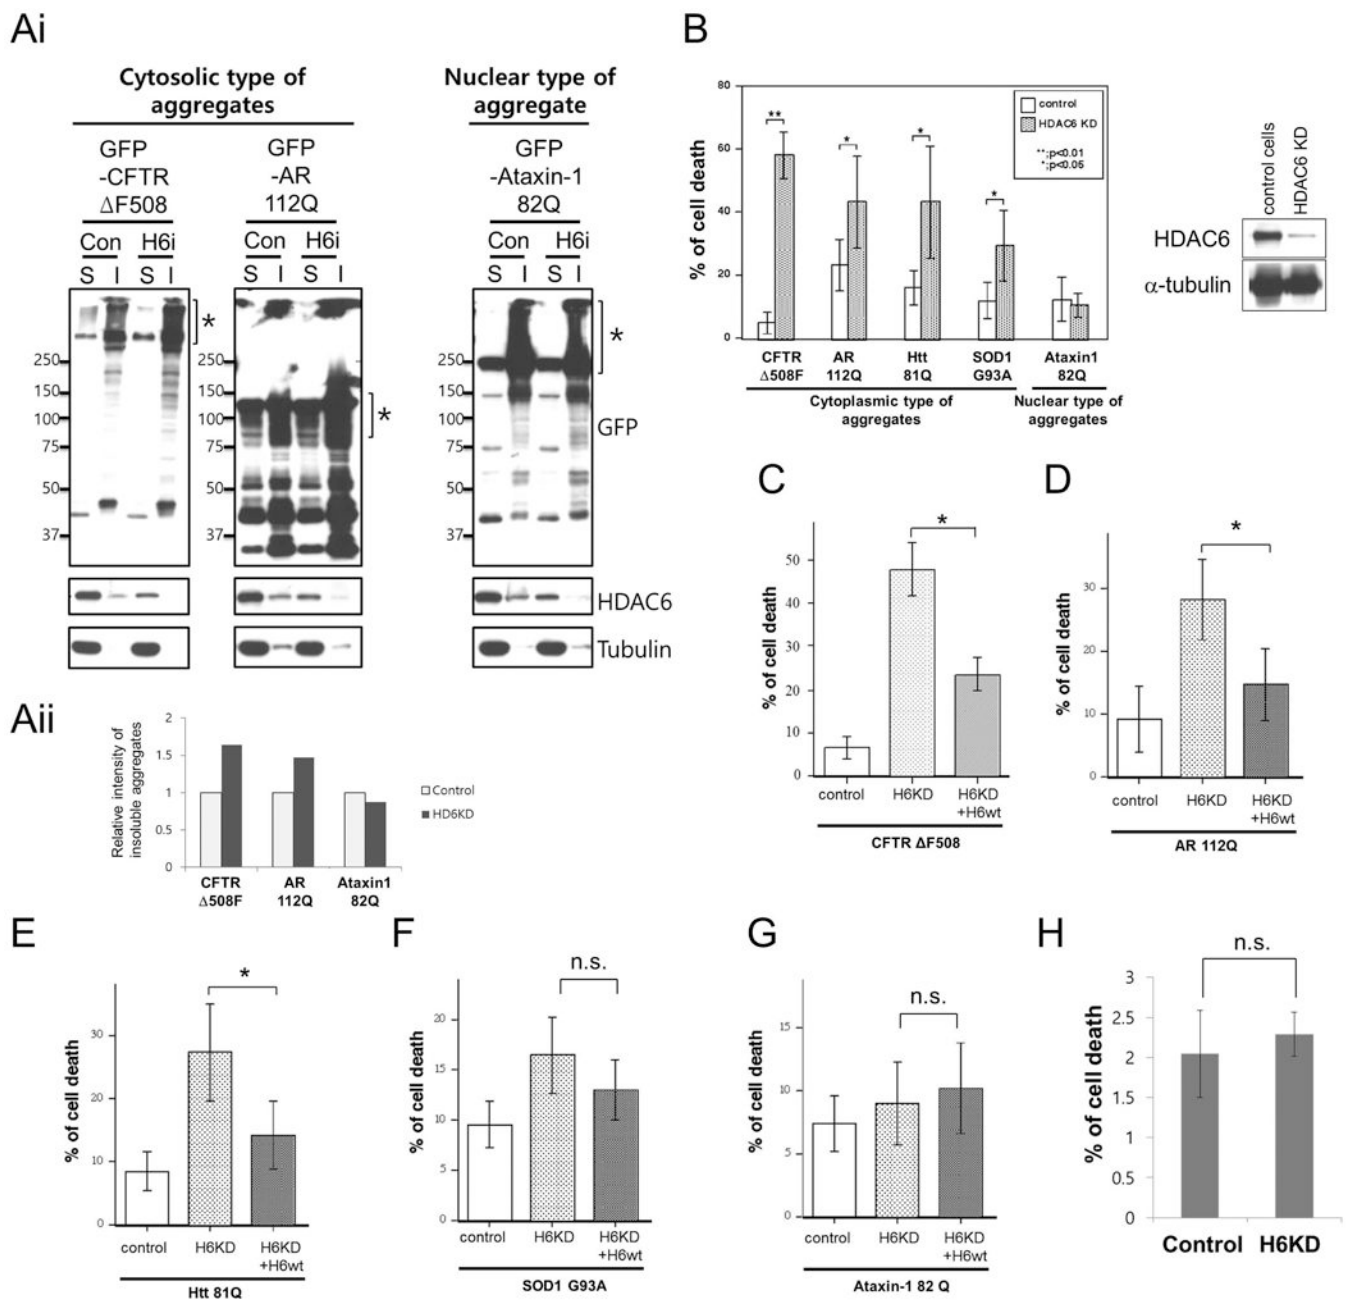 Ai
Cytosolic type of
aggregates
Nuclear type of
aggregate
GFP
-CFTR
ΔF508
GFP
-AR
112Q
GFP
-Ataxin-1
82Q
Con H6i
Con H6i
Con H6i
S I S I
S I S I
S I S I
*
*
*
250
150
100
75
50
37
250
150
100
75
50
37
250
150
100
75
50
37
GFP
HDAC6
Tubulin
Aii
Relative intensity of
insoluble aggregates
2
1.5
1
0.5
0
Control
HD6KD
CFTR
Δ508F
AR
112Q
Ataxin1
82Q
B
% of cell death
80
60
40
20
0
**
*
*
*
control
HDAC6 KD
**;p<0.01
*;p<0.05
CFTR
Δ508F
AR
112Q
Htt
81Q
SOD1
G93A
Ataxin1
82Q
Cytoplasmic type of
aggregates
Nuclear type of
aggregates
control cells
HDAC6 KD
HDAC6
α-tubulin
C
% of cell death
50
40
30
20
10
0
*
control
H6KD
H6KD
+H6wt
CFTR ΔF508
D
% of cell death
30
20
10
0
*
control
H6KD
H6KD
+H6wt
AR 112Q
E
% of cell death
30
20
10
0
*
control
H6KD
H6KD
+H6wt
Htt 81Q
F
% of cell death
20
15
10
5
0
n.s.
control
H6KD
H6KD
+H6wt
SOD1 G93A
G
% of cell death
15
10
5
0
n.s.
control
H6KD
H6KD
+H6wt
Ataxin-1 82 Q
H
% of cell death
3
2.5
2
1.5
1
0.5
0
n.s.
Control H6KD